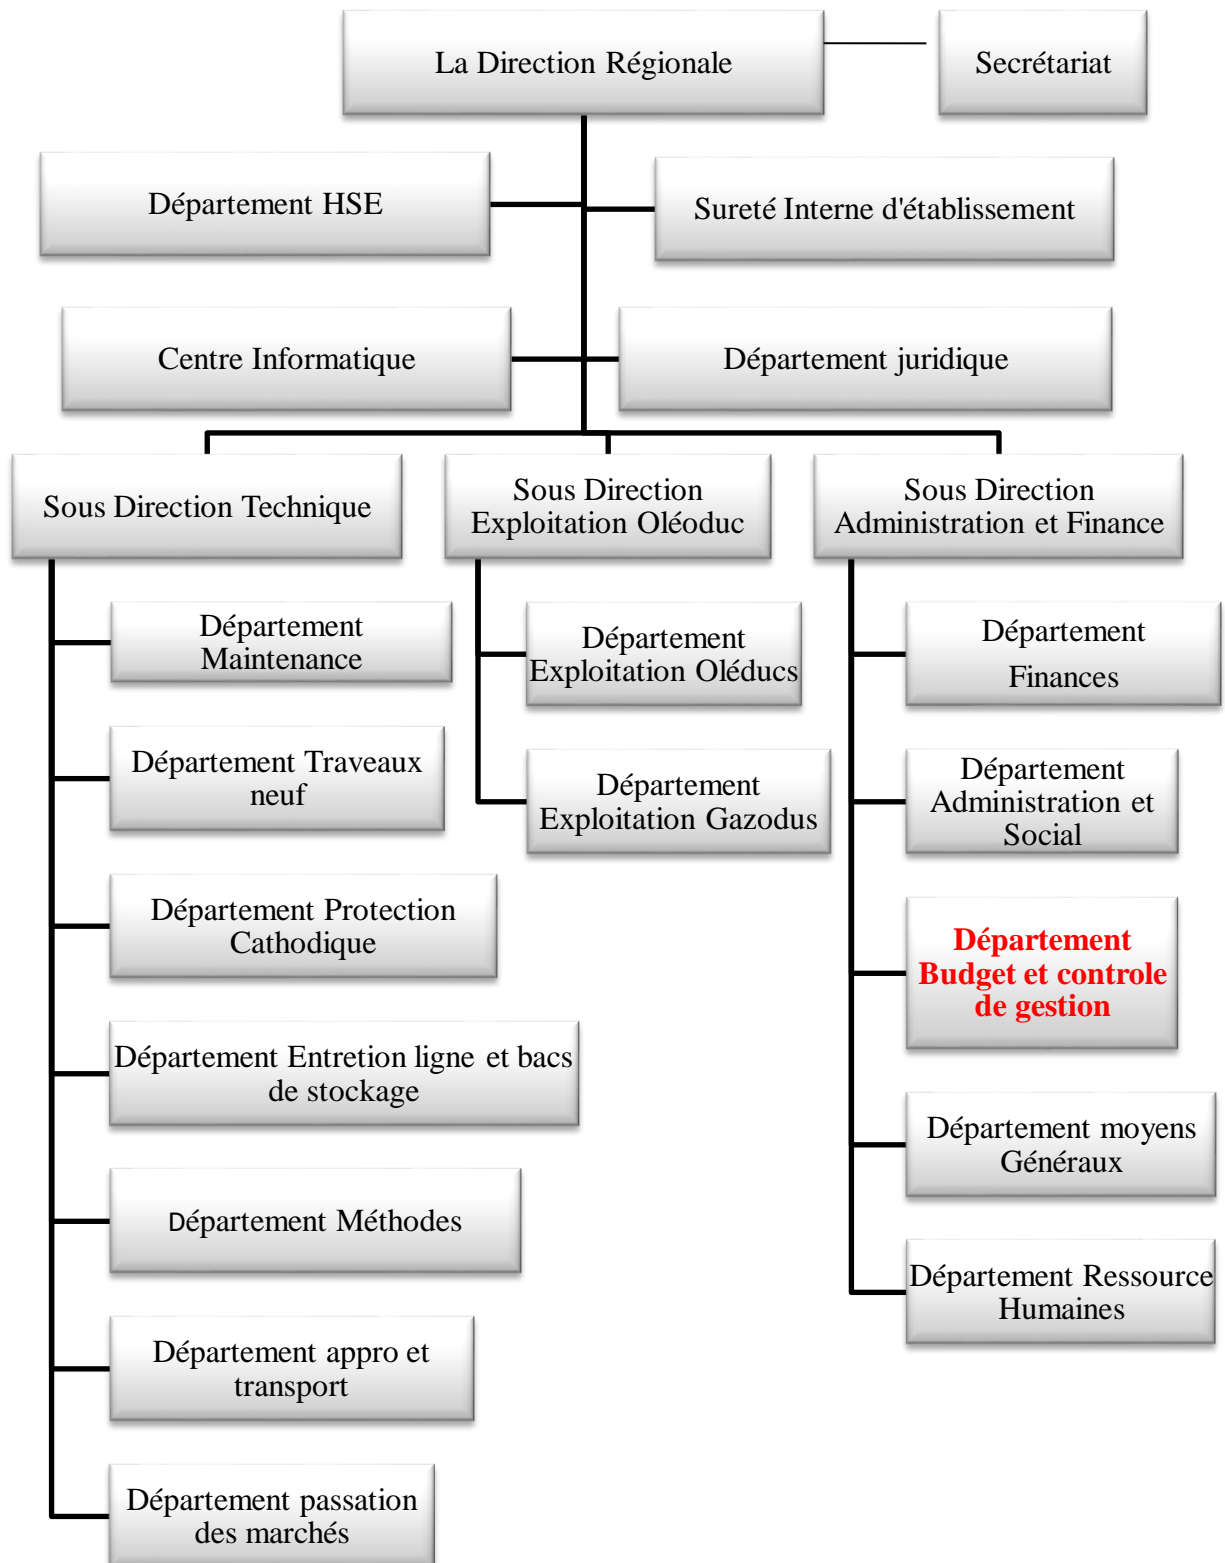 La Direction Régionale
Secrétariat
Département HSE
Sureté Interne d'établissement
Centre Informatique
Département juridique
Sous Direction Technique
Sous Direction
Exploitation Oléoduc
Sous Direction
Administration et Finance
Département
Maintenance
Département Traveaux
neuf
Département Protection
Cathodique
Département Entretion ligne et bacs
de stockage
Département Méthodes
Département appro et
transport
Département passation
des marchés
Département
Exploitation Oléducs
Département
Exploitation Gazodus
Département
Finances
Département
Administration et
Social
Département
Budget et controle
de gestion
Département moyens
Généraux
Département Ressource
Humaines